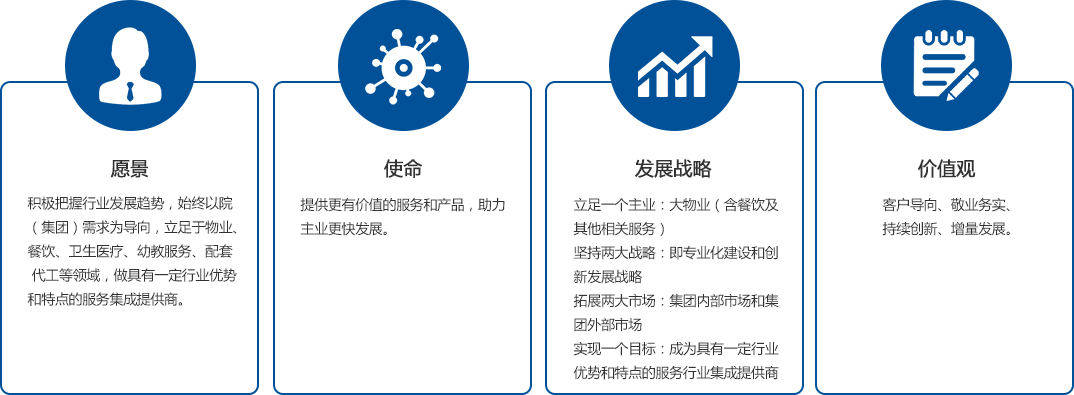 愿景
积极把握行业发展趋势，始终以院
（集团）需求为导向，立足于物业、
餐饮、卫生医疗、幼教服务、配套
代工等领域，做具有一定行业优势
和特点的服务集成提供商。
使命
提供更有价值的服务和产品，助力
主业更快发展。
发展战略
立足一个主业：大物业（含餐饮及
其他相关服务）
坚持两大战略：即专业化建设和创
新发展战略
拓展两大市场：集团内部市场和集
团外部市场
实现一个目标：成为具有一定行业
优势和特点的服务行业集成提供商
价值观
客户导向、敬业务实、
持续创新、增量发展。